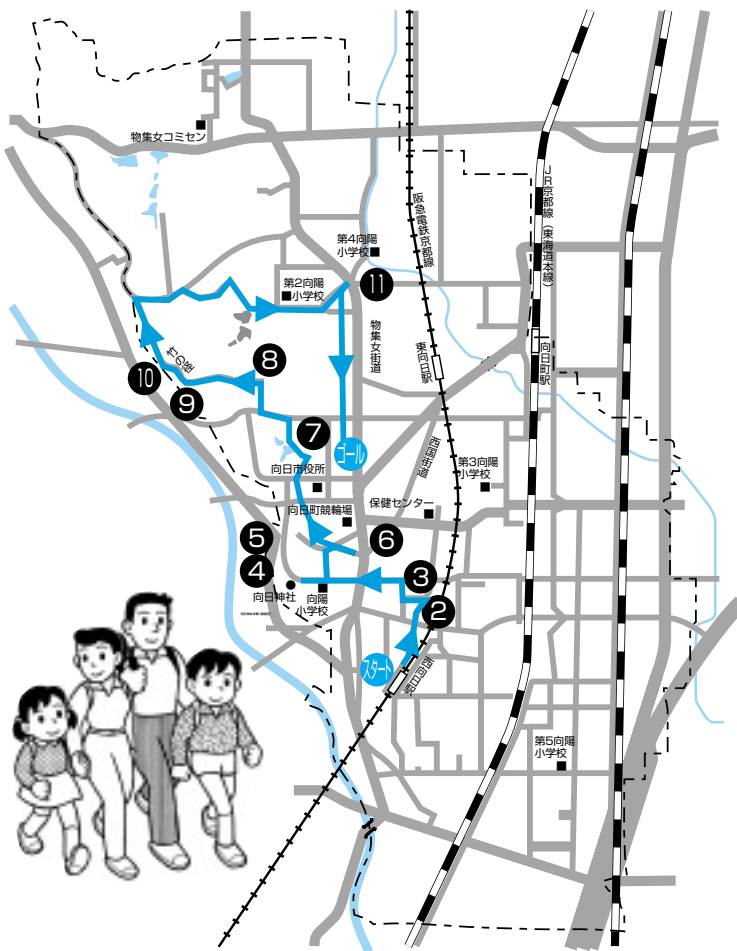 物集女コミセン
阪急電鉄京都線
JR京都線(東海道本線)
第4向陽
小学校
第2向陽
小学校
11
物集女街道
東向日駅
向日町駅
竹の径
8
10
9
7
ゴール
西国街道
第3向陽
小学校
向日市役所
保健センター
向日町競輪場
5
6
4
3
向日神社
向陽
小学校
2
スタート
西向日駅
第5向陽
小学校